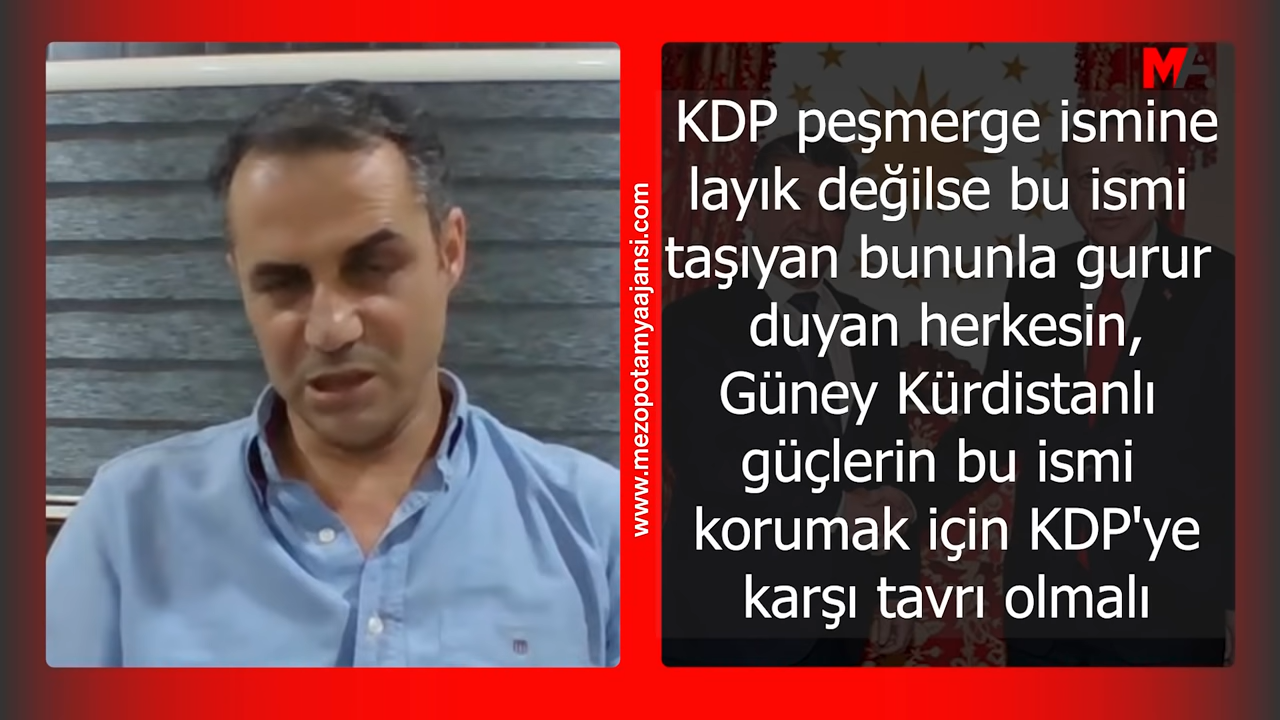 www.mezopotamyaajansi.com
MA
KDP peşmerge ismine
layık değilse bu ismi
taşıyan bununla gurur
duyan herkesin,
Güney Kürdistanlı
güçlerin bu ismi
korumak için KDP'ye
karşı tavrı olmalı